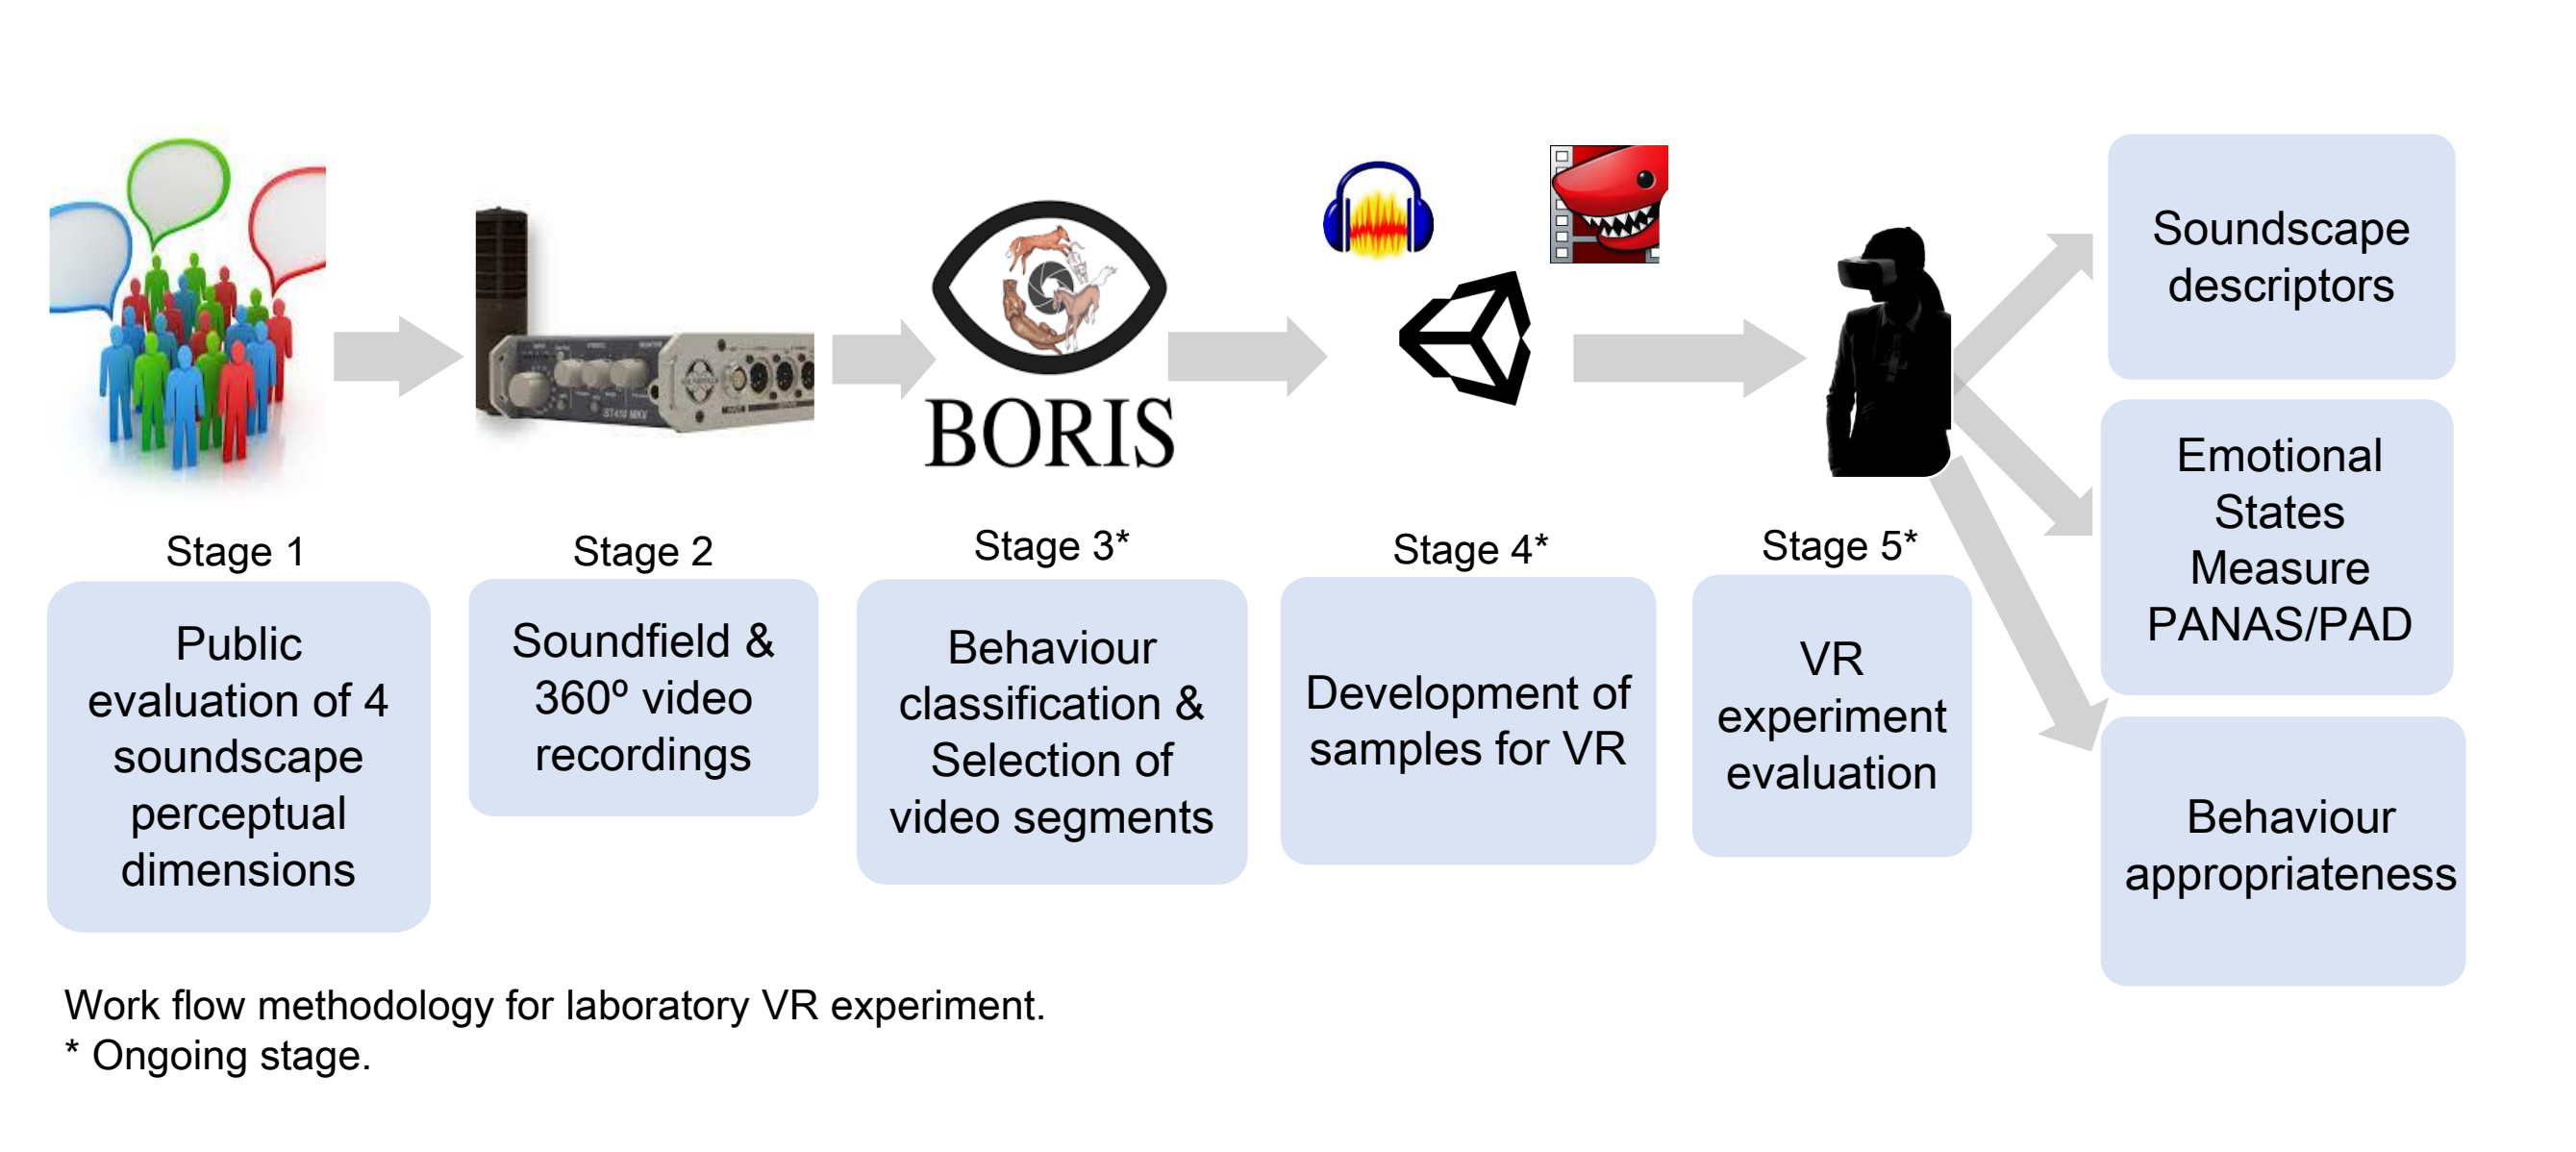 Stage 1
Public
evaluation of 4
soundscape
perceptual
dimensions
ST410 MKV
Stage 2
Soundfield &
360º video
recordings
BORIS
Stage 3*
Behaviour
classification &
Selection of
video segments
Stage 4*
Development of
samples for VR
Stage 5*
VR
experiment
evaluation
Soundscape
descriptors
Emotional
States
Measure
PANAS/PAD
Behaviour
appropriateness
Work flow methodology for laboratory VR experiment.
* Ongoing stage.